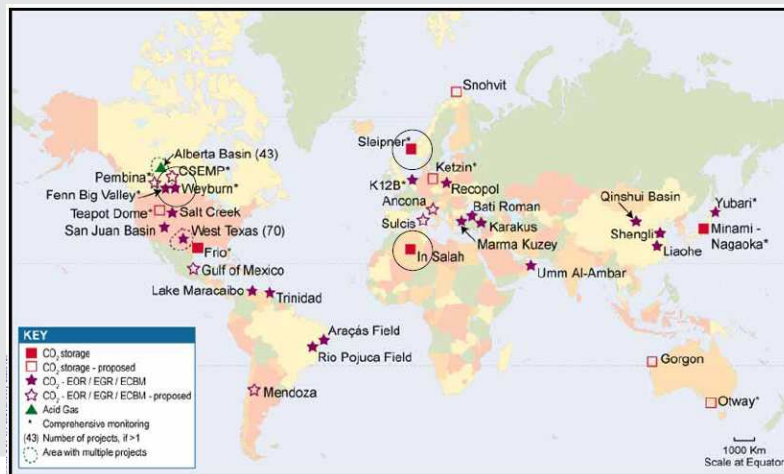 Snohvit
Sleipner*
Alberta Basin (43)
CSEMP*
Pembina*
Weyburn*
Fenn Big Valley*
Teapot Dome*
Salt Creek
San Juan Basin
West Texas (70)
Frio*
Gulf of Mexico
Lake Maracaibo
Trinidad
Araçás Field
Rio Pojuca Field
Mendoza
Ketzin*
K12B*
Recopol
Ancona
Sulcis
Bati Roman
Karakus
Marma Kuzey
In Salah
Umm Al-Ambar
Qinshui Basin
Yubari*
Shengli
Minami -
Nagaoka*
Liaohe
Gorgon
Otway*
KEY
CO₂ storage
CO₂ storage - proposed
CO₂ - EOR / EGR / ECBM
CO₂ - EOR / EGR / ECBM - proposed
Acid Gas
* Comprehensive monitoring
(43) Number of projects, if >1
Area with multiple projects
1000 Km
Scale at Equator